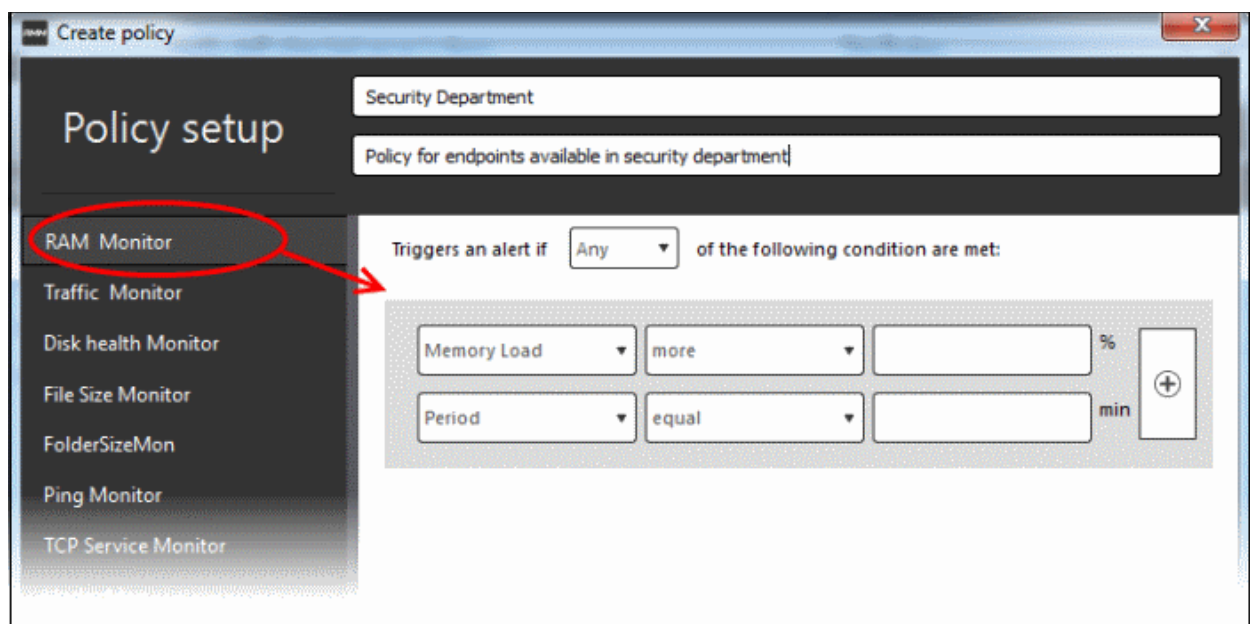 RMM Create policy
Policy setup
Security Department
Policy for endpoints available in security department
RAM Monitor
Traffic Monitor
Disk health Monitor
File Size Monitor
FolderSizeMon
Ping Monitor
TCP Service Monitor
Triggers an alert if Any of the following condition are met:
Memory Load more %
Period equal min